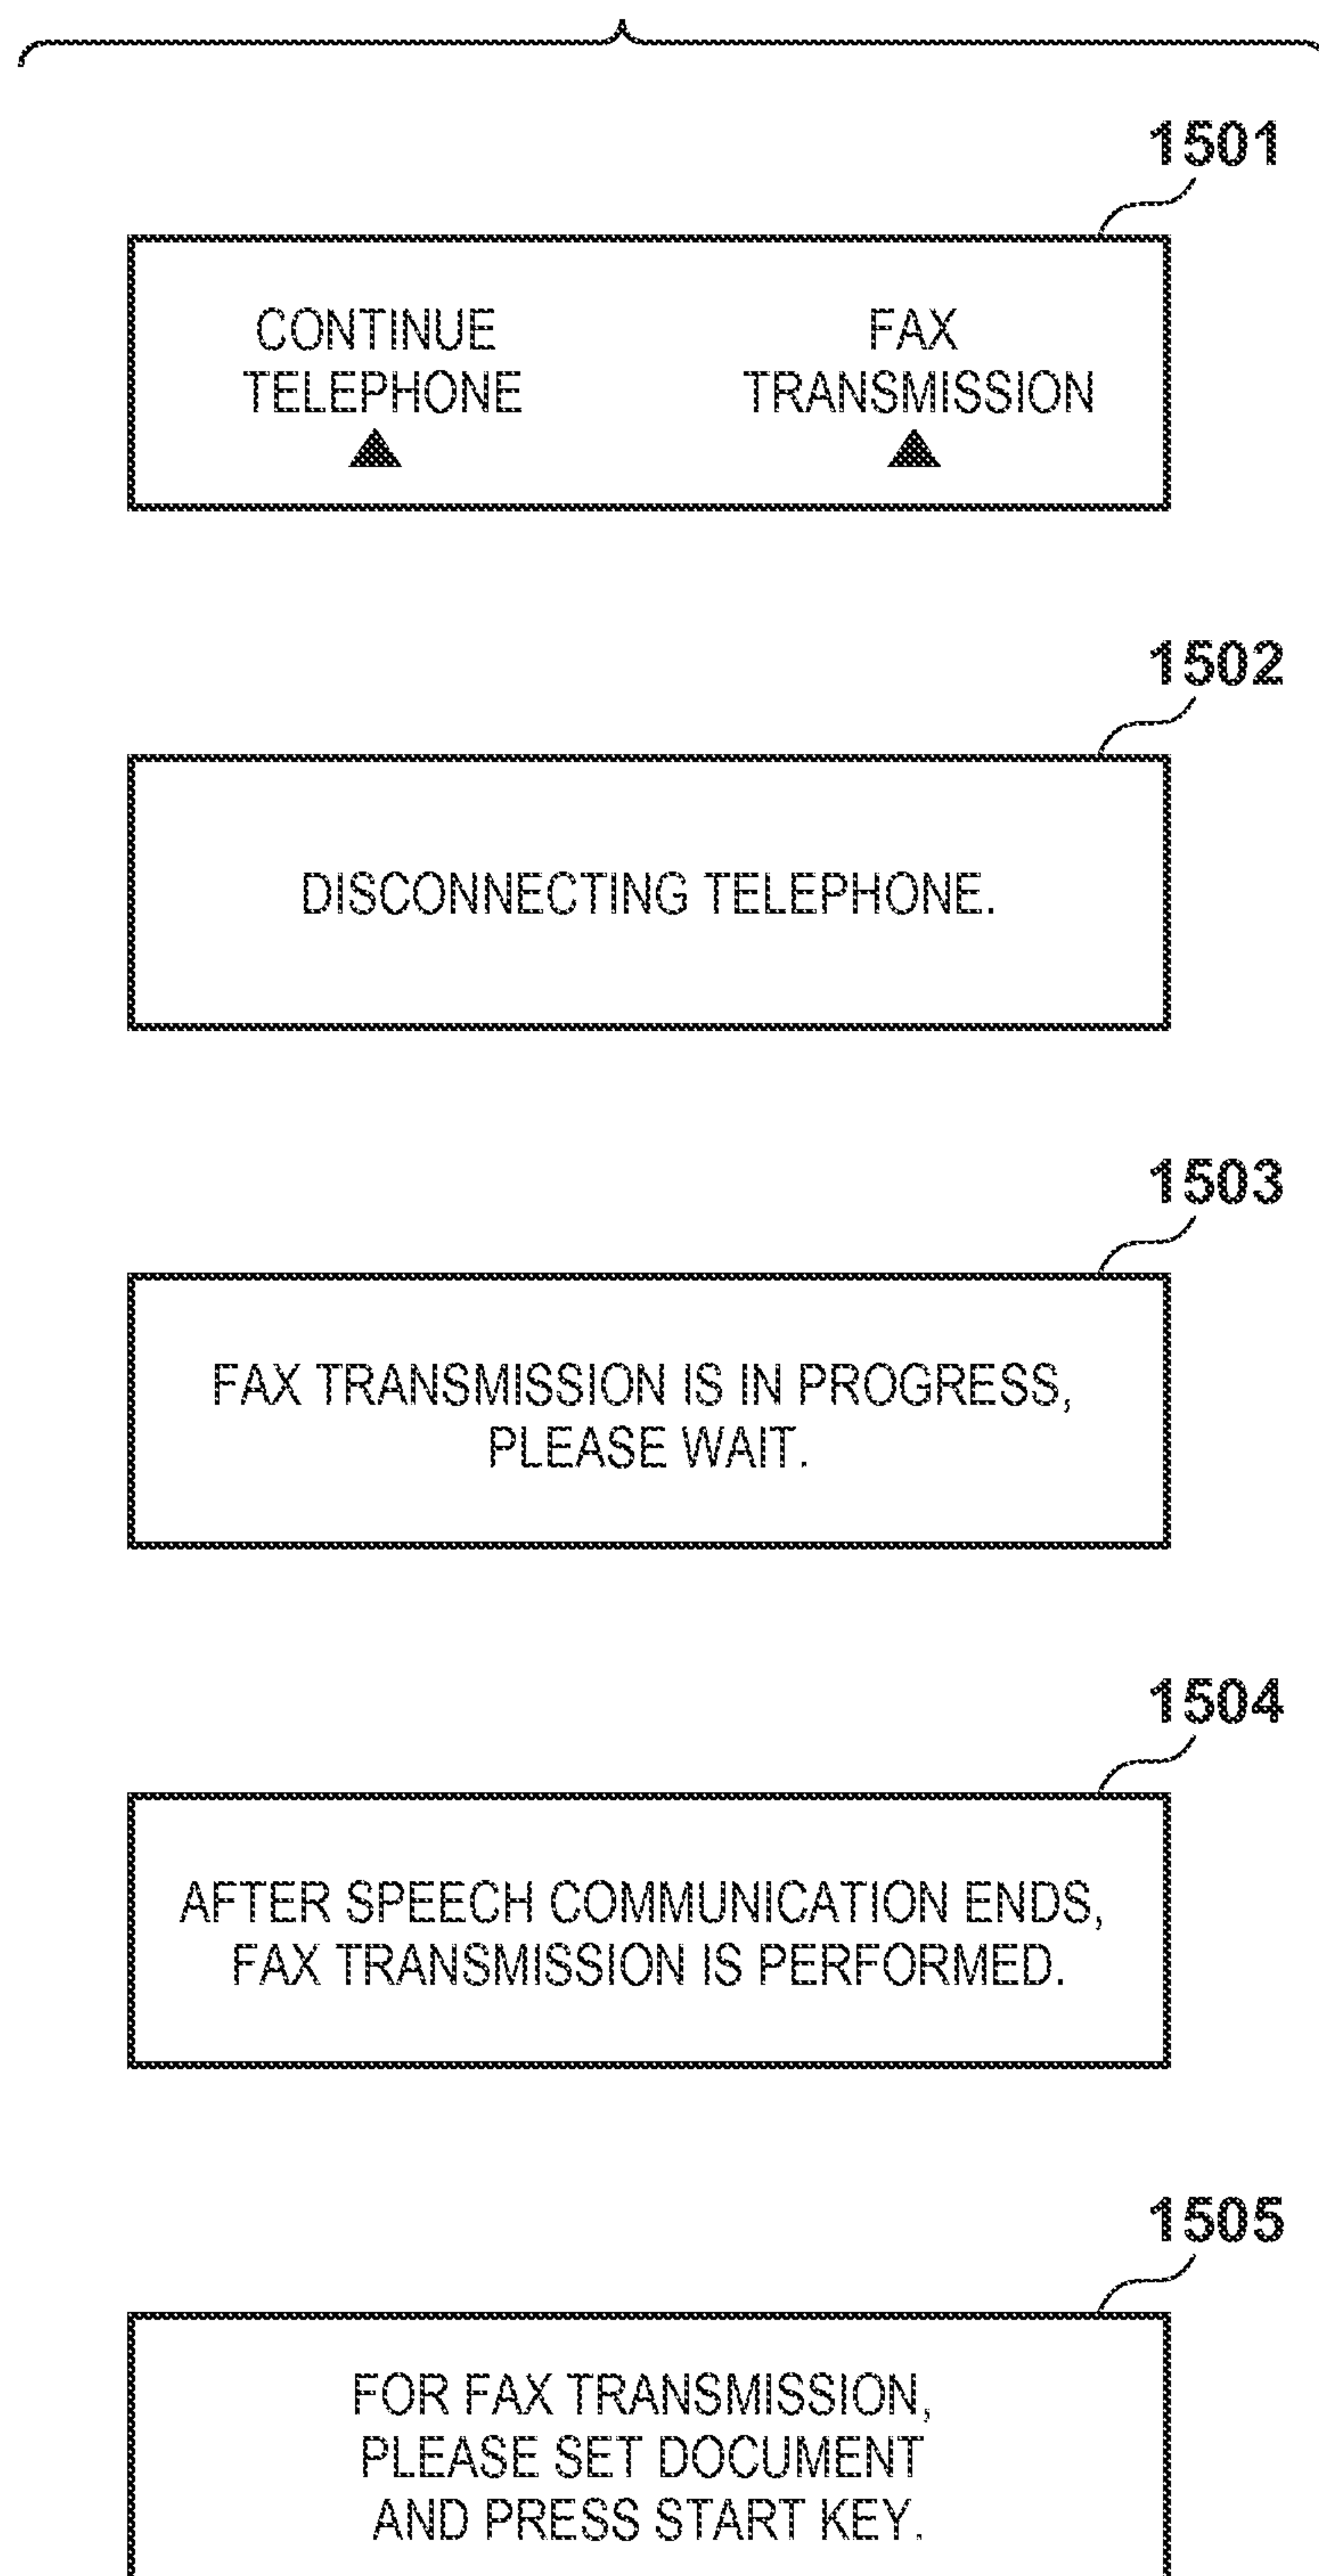 1501
CONTINUE TELEPHONE
FAX TRANSMISSION
1502
DISCONNECTING TELEPHONE.
1503
FAX TRANSMISSION IS IN PROGRESS,
PLEASE WAIT.
1504
AFTER SPEECH COMMUNICATION ENDS,
FAX TRANSMISSION IS PERFORMED.
1505
FOR FAX TRANSMISSION,
PLEASE SET DOCUMENT
AND PRESS START KEY.